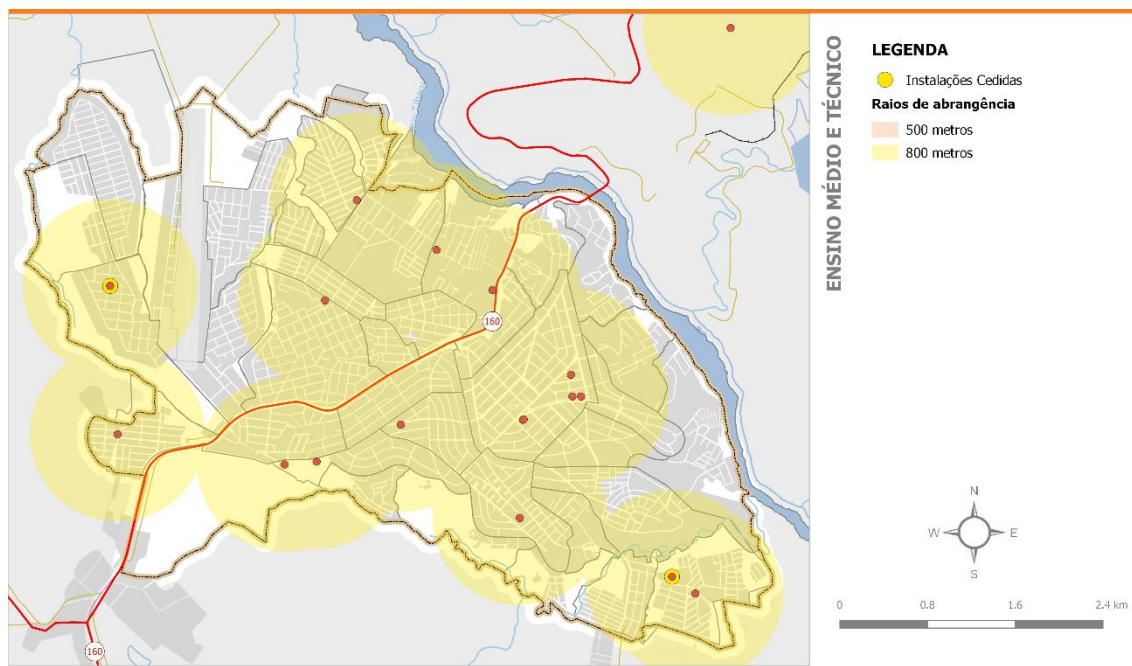 ENSINO MÉDIO E TÉCNICO
LEGENDA
Instalações Cedidas
Raios de abrangência
500 metros
800 metros
160
160
N
W
E
S
0
0.8
1.6
2.4 km